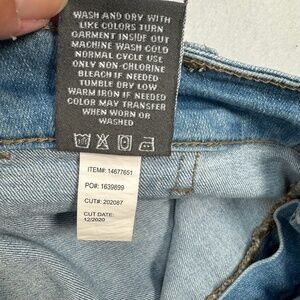 WASH AND DRY WITH
LIKE COLORS TURN
GARMENT INSIDE OUT
MACHINE WASH COLD
NORMAL CYCLE USE
ONLY NON-CHLORINE
BLEACH IF NEEDED
TUMBLE DRY LOW
WARM IRON IF NEEDED
COLOR MAY TRANSFER
WHEN WORN OR
WASHED
ITEM#: 14677651
PO#: 1639899
CUT#: 202087
CUT DATE:
12/2020